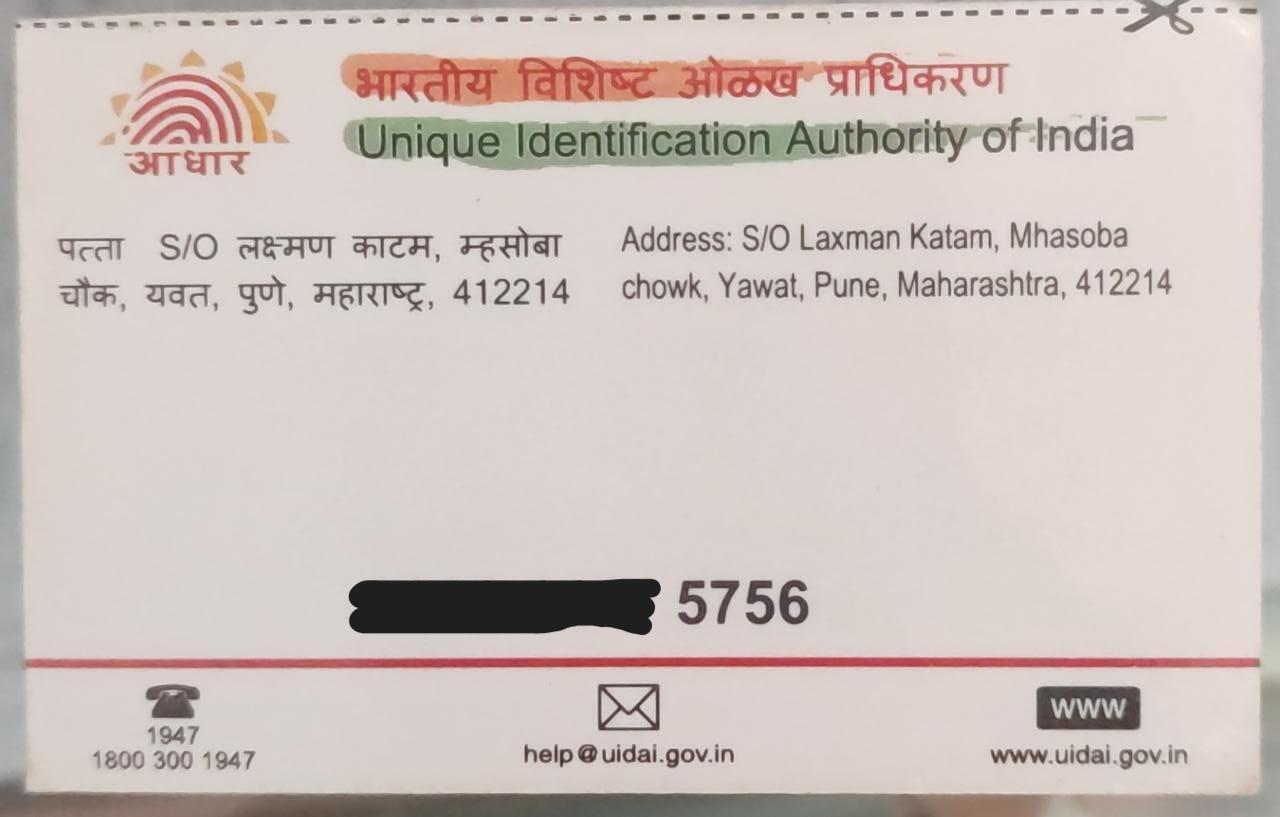 भारतीय विशिष्ट ओळख प्राधिकरण
Unique Identification Authority of India
आधार
पत्ता S/O लक्ष्मण काटम, म्हसोबा
चौक, यवत, पुणे, महाराष्ट्र, 412214
Address: S/O Laxman Katam, Mhasoba
chowk, Yawat, Pune, Maharashtra, 412214
5756
1947
1800 300 1947
help@uidai.gov.in
www
www.uidai.gov.in